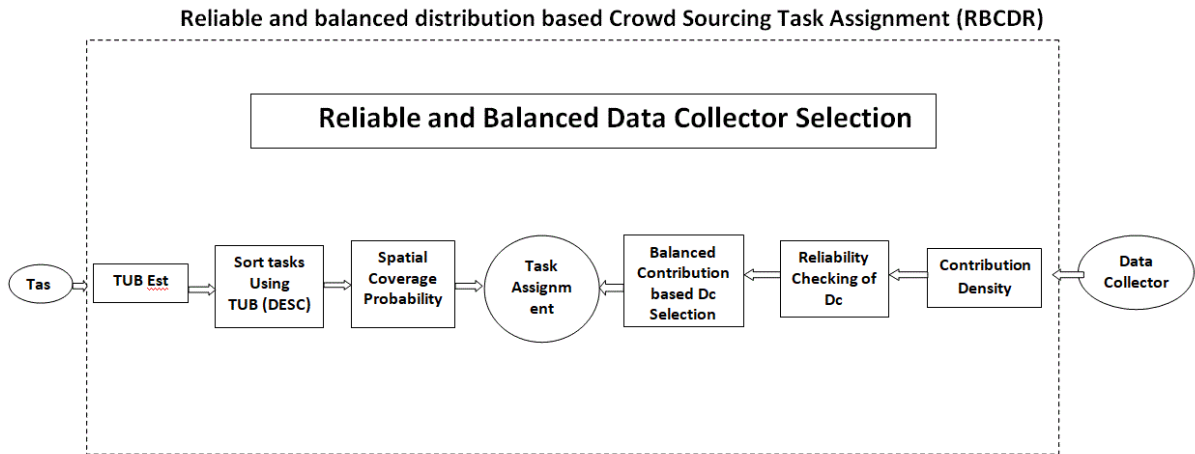 Reliable and balanced distribution based Crowd Sourcing Task Assignment (RBCDR)
Reliable and Balanced Data Collector Selection
Tas
TUB Est
Sort tasks
Using
TUB (DESC)
Spatial
Coverage
Probability
Task
Assignm
ent
Balanced
Contribution
based Dc
Selection
Reliability
Checking of
Dc
Contribution
Density
Data
Collector